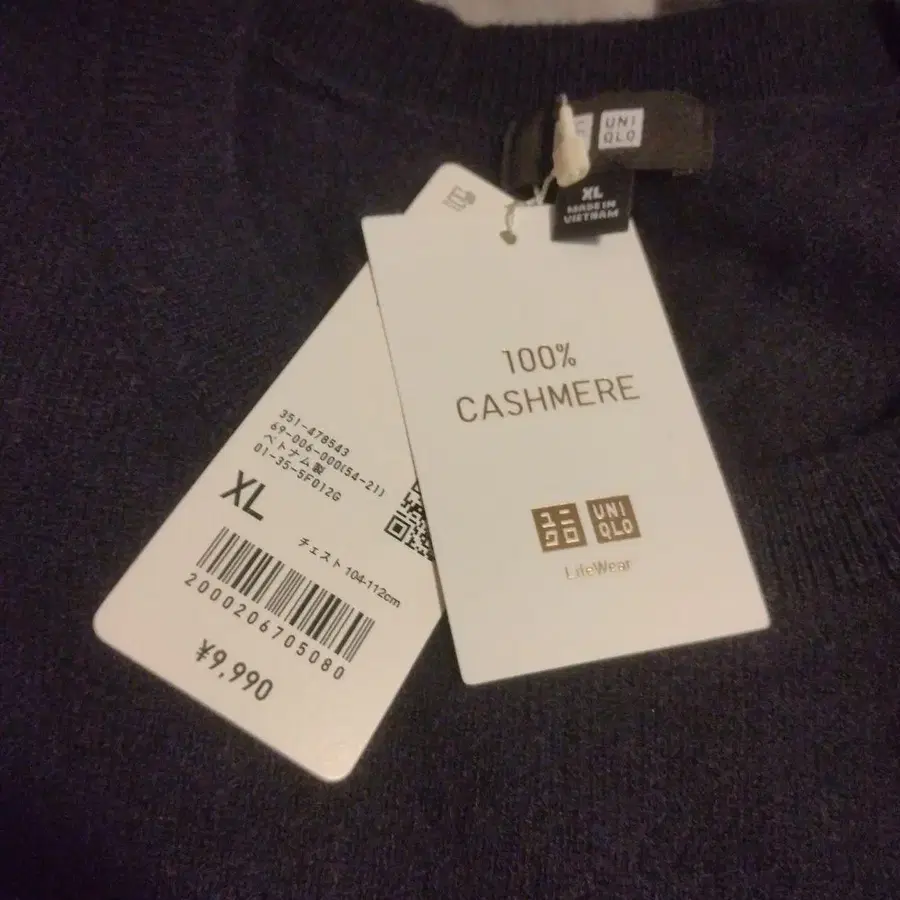 UNI
QLO
XL
MADE IN
VIETNAM
100%
CASHMERE
ユニ
クロ
UNI
QLO
LifeWear
351-478543
69-006-000(54-21)
ベトナム製
01-35-5F012G
XL
チェスト 104-112cm
2000206705080
¥9,990